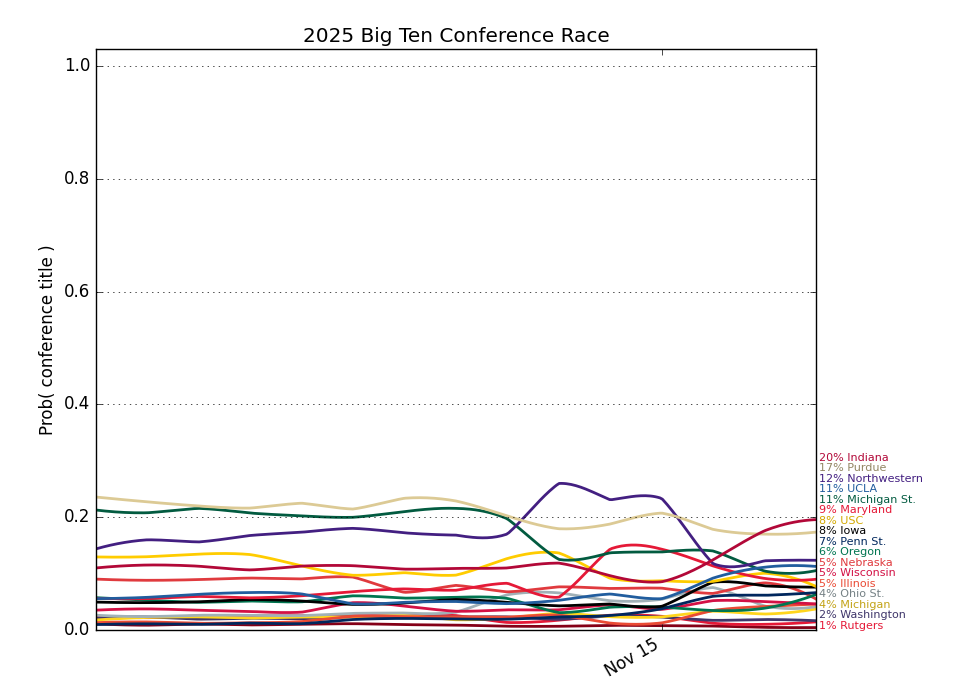 2025 Big Ten Conference Race
Prob( conference title )
1.0
0.8
0.6
0.4
0.2
0.0
Nov 15
20% Indiana
17% Purdue
12% Northwestern
11% UCLA
11% Michigan St.
9% Maryland
8% USC
8% Iowa
7% Penn St.
6% Oregon
5% Nebraska
5% Wisconsin
5% Illinois
4% Ohio St.
4% Michigan
2% Washington
1% Rutgers